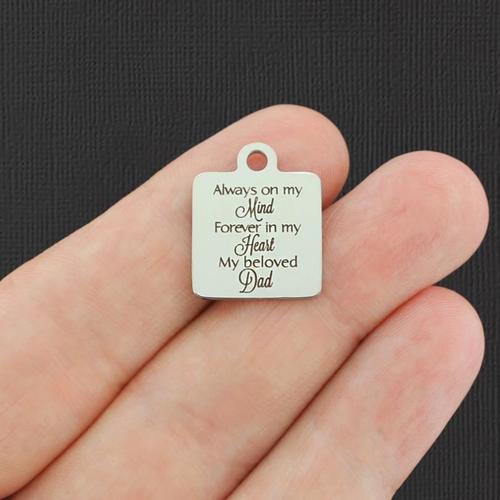 Always on my
Mind
Forever in my
Heart
My beloved
Dad